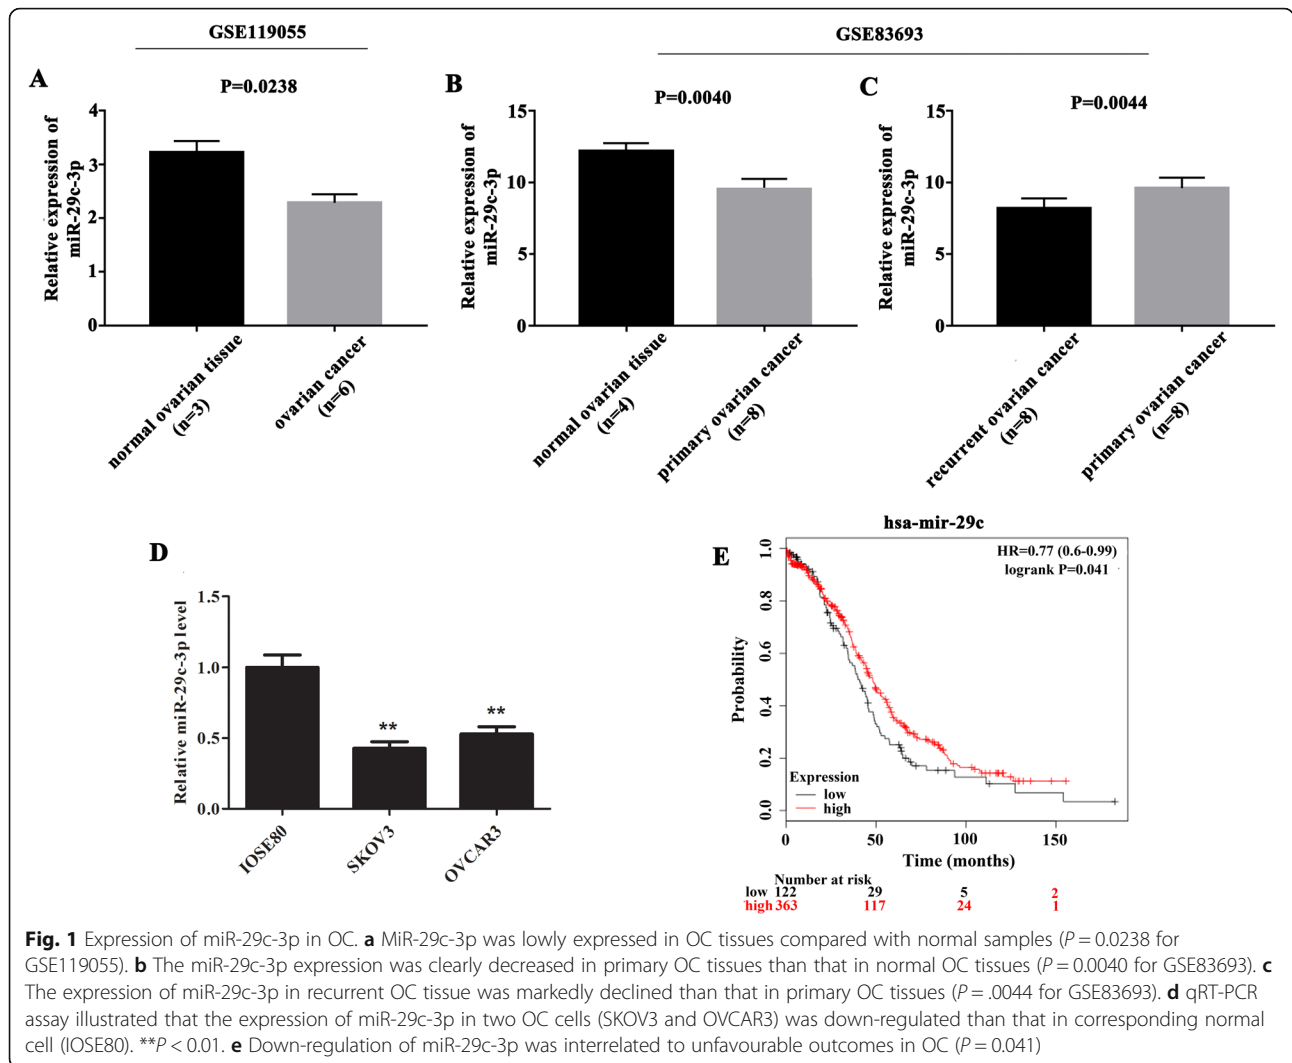 GSE119055
GSE83693
A
P=0.0238
Relative expression of
miR-29c-3p
4
3
2
1
0
normal ovarian tissue
(n=3)
ovarian cancer
(n=6)
B
P=0.0040
Relative expression of
miR-29c-3p
15
10
5
0
normal ovarian tissue
(n=4)
primary ovarian cancer
(n=8)
C
P=0.0044
Relative expression of
miR-29c-3p
15
10
5
0
recurrent ovarian cancer
(n=8)
primary ovarian cancer
(n=8)
D
Relative miR-29c-3p level
1.5
1.0
0.5
0.0
**
**
IOSE80
SKOV3
OVCAR3
E
hsa-mir-29c
HR=0.77 (0.6-0.99)
logrank P=0.041
Probability
1.0
0.8
0.6
0.4
0.2
0.0
Expression
low
high
0 50 100 150
Time (months)
Number at risk
low 122 29 5 2
high 363 117 24 1
Fig. 1 Expression of miR-29c-3p in OC. a MiR-29c-3p was lowly expressed in OC tissues compared with normal samples (P = 0.0238 for
GSE119055). b The miR-29c-3p expression was clearly decreased in primary OC tissues than that in normal OC tissues (P = 0.0040 for GSE83693). c
The expression of miR-29c-3p in recurrent OC tissue was markedly declined than that in primary OC tissues (P = .0044 for GSE83693). d qRT-PCR
assay illustrated that the expression of miR-29c-3p in two OC cells (SKOV3 and OVCAR3) was down-regulated than that in corresponding normal
cell (IOSE80). **P < 0.01. e Down-regulation of miR-29c-3p was interrelated to unfavourable outcomes in OC (P = 0.041)